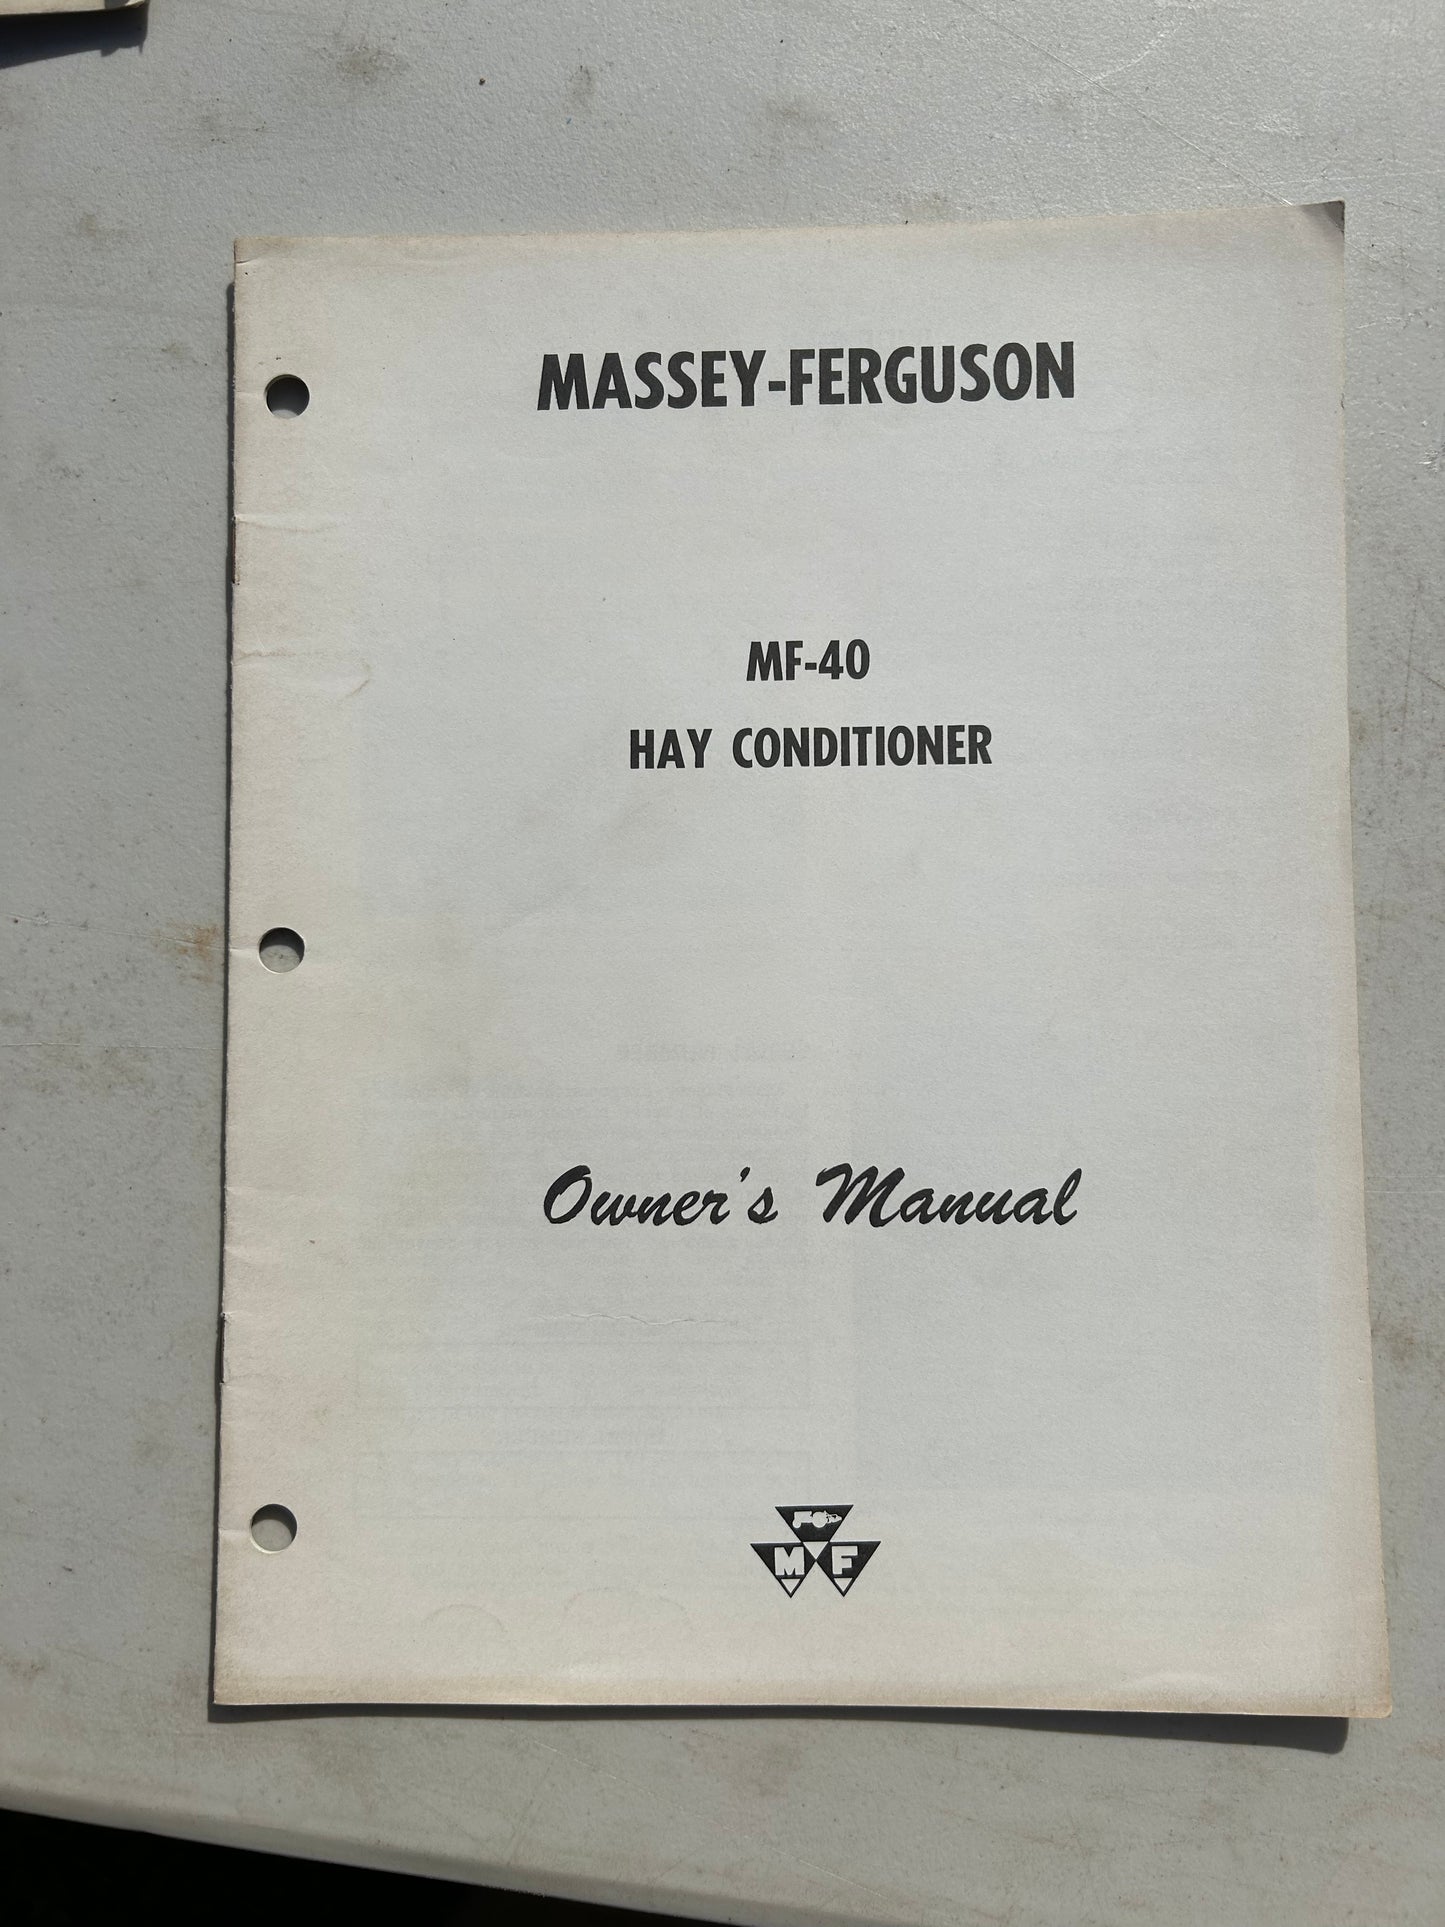 MASSEY-FERGUSON
MF-40
HAY CONDITIONER
Owner's Manual
M F